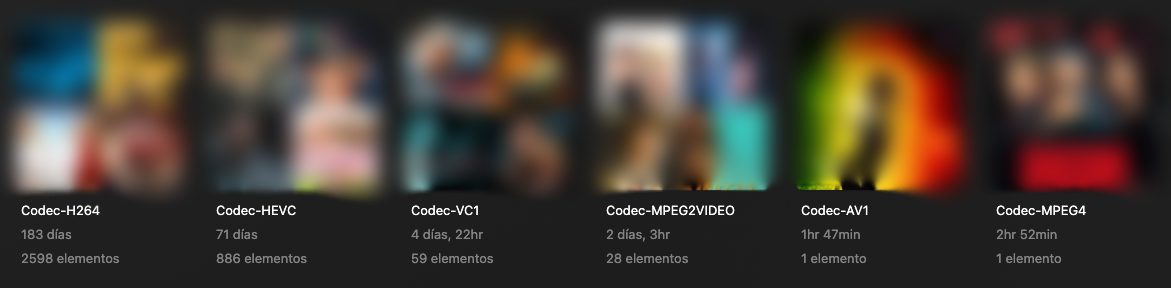 Codec-H264
183 días
2598 elementos
Codec-HEVC
71 días
886 elementos
Codec-VC1
4 días, 22hr
59 elementos
Codec-MPEG2VIDEO
2 días, 3hr
28 elementos
Codec-AV1
1hr 47min
1 elemento
Codec-MPEG4
2hr 52min
1 elemento